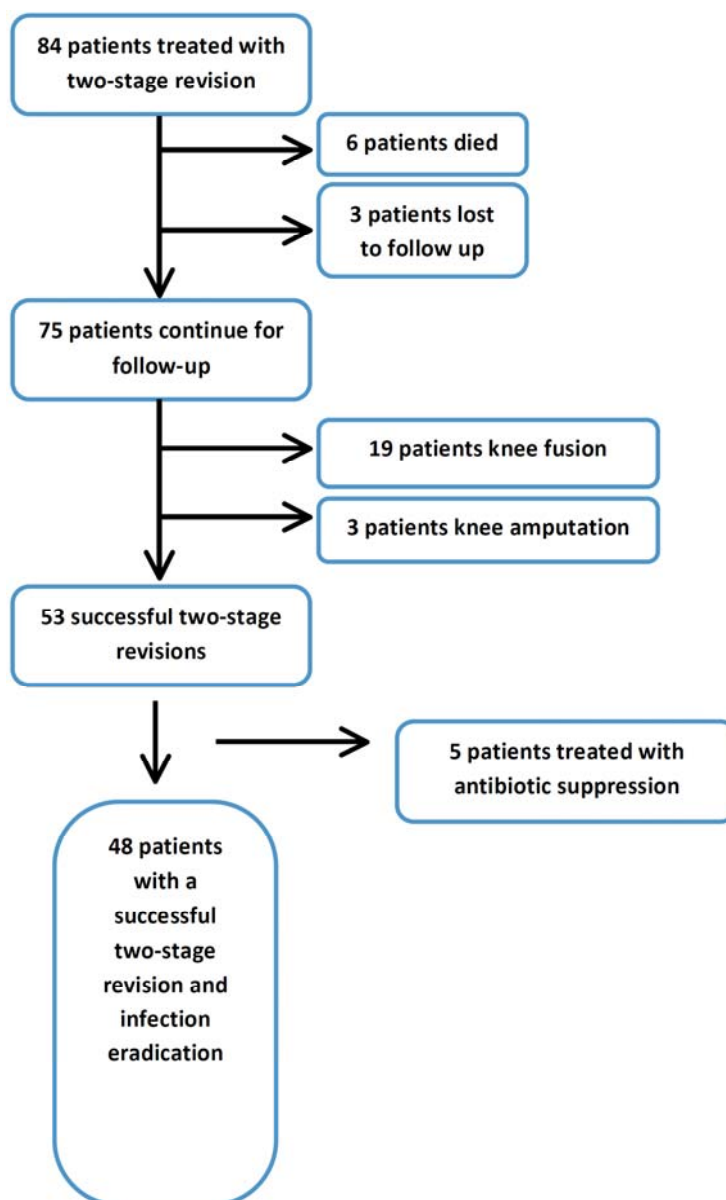 84 patients treated with
two-stage revision
6 patients died
3 patients lost
to follow up
75 patients continue for
follow-up
19 patients knee fusion
3 patients knee amputation
53 successful two-stage
revisions
5 patients treated with
antibiotic suppression
48 patients
with a
successful
two-stage
revision and
infection
eradication